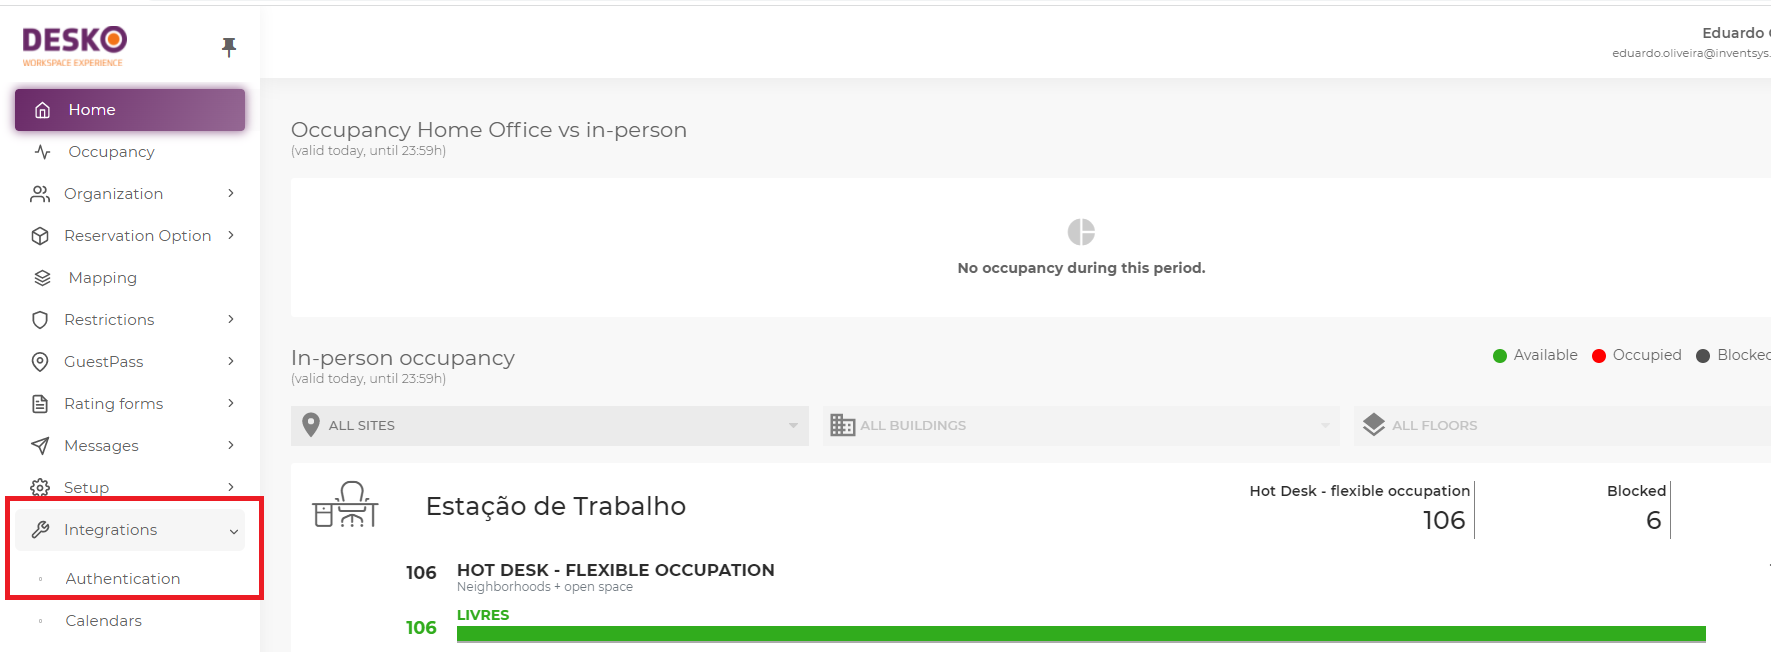 DESKO
WORKSPACE EXPERIENCE
Home
Occupancy
Organization
Reservation Option
Mapping
Restrictions
GuestPass
Rating forms
Messages
Setup
Integrations
Authentication
Calendars
Eduardo
eduardo.oliveira@inventsys.
Occupancy Home Office vs in-person
(valid today, until 23:59h)
No occupancy during this period.
In-person occupancy
(valid today, until 23:59h)
Available Occupied Blocked
ALL SITES ALL BUILDINGS ALL FLOORS
Estação de Trabalho
Hot Desk - flexible occupation
106
Blocked
6
106 HOT DESK - FLEXIBLE OCCUPATION
Neighborhoods + open space
LIVRES
106